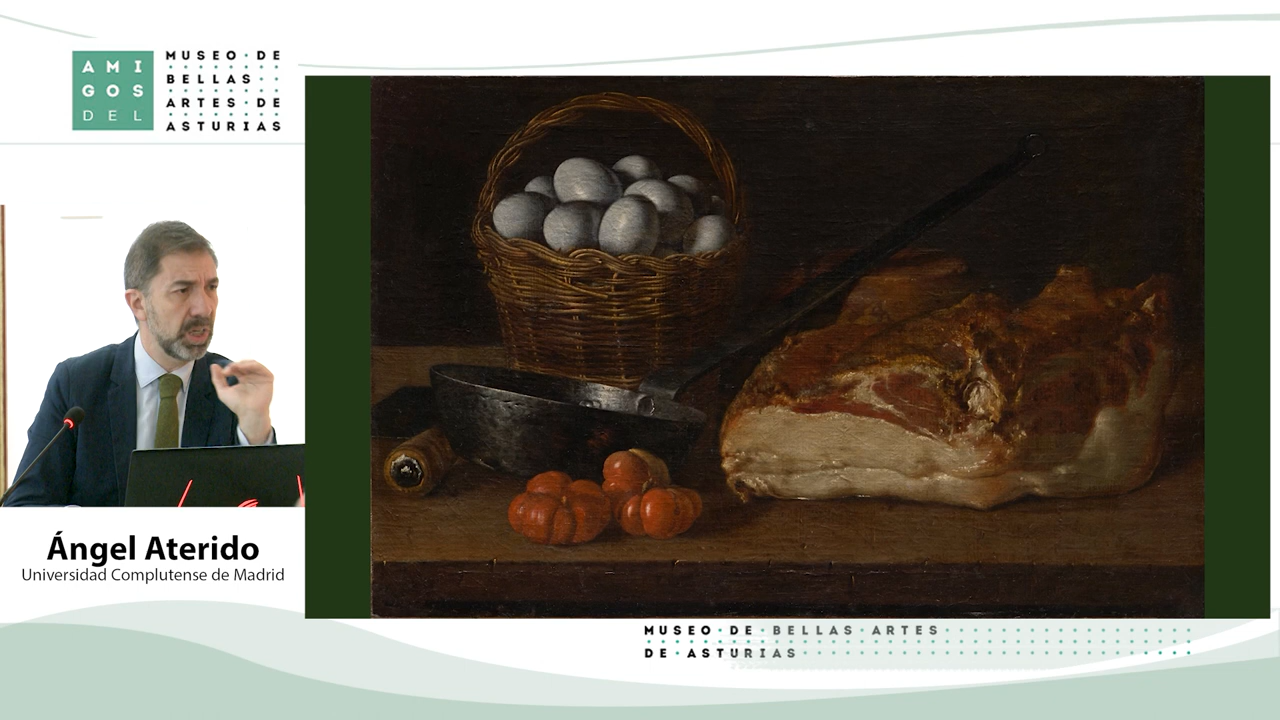 AMI
GOS
DEL
MUSEO DE
BELLAS
ARTES DE
ASTURIAS
Ángel Aterido
Universidad Complutense de Madrid
MUSEO DE BELLAS ARTES
DE ASTURIAS